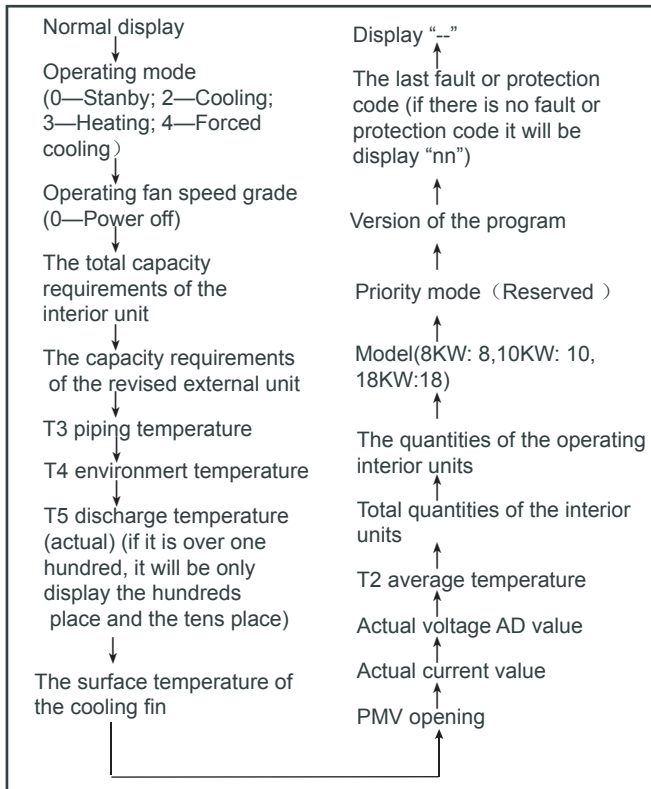 Normal display
Operating mode
(0—Stanby; 2—Cooling;
3—Heating; 4—Forced
cooling）
Operating fan speed grade
(0—Power off)
The total capacity
requirements of the
interior unit
The capacity requirements
of the revised external unit
T3 piping temperature
T4 environmert temperature
T5 discharge temperature
(actual) (if it is over one
hundred, it will be only
display the hundreds
place and the tens place)
The surface temperature of
the cooling fin
PMV opening
Actual current value
Actual voltage AD value
T2 average temperature
Total quantities of the interior
units
The quantities of the operating
interior units
Model(8KW: 8,10KW: 10,
18KW:18)
Priority mode（Reserved ）
Version of the program
The last fault or protection
code (if there is no fault or
protection code it will be
display “nn”)
Display “--”